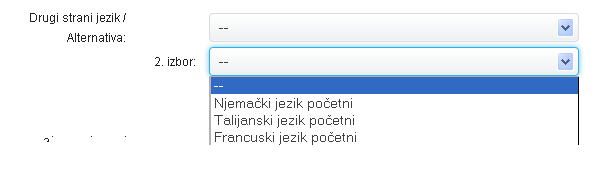 Drugi strani jezik /
Alternativa:
--
2. izbor:
--
--
Njemački jezik početni
Talijanski jezik početni
Francuski jezik početni